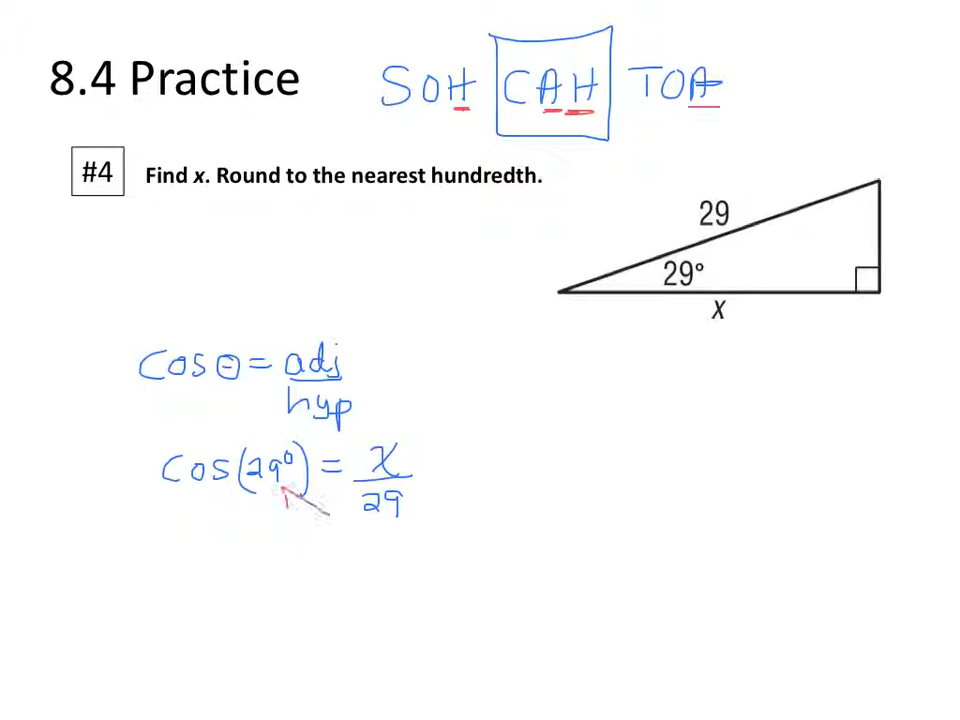 8.4 Practice
SOH CAH TOA
#4
Find x. Round to the nearest hundredth.
29
29°
x
cosθ = adj
hyp
cos(29°) = x
29